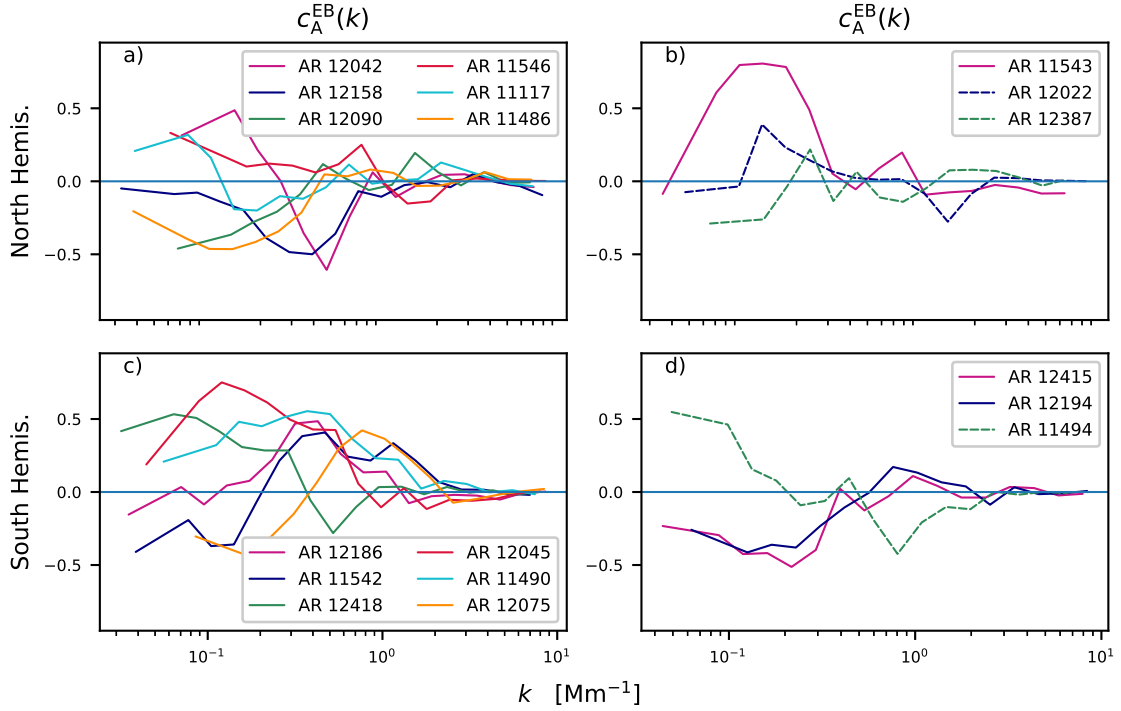 c_A^EB(k)
c_A^EB(k)
a)
AR 12042
AR 12158
AR 12090
AR 11546
AR 11117
AR 11486
0.5
0.0
−0.5
North Hemis.
b)
AR 11543
AR 12022
AR 12387
0.5
0.0
−0.5
c)
AR 12186
AR 11542
AR 12418
AR 12045
AR 11490
AR 12075
0.5
0.0
−0.5
South Hemis.
10^−1
10^0
10^1
d)
AR 12415
AR 12194
AR 11494
0.5
0.0
−0.5
10^−1
10^0
10^1
k [Mm^−1]